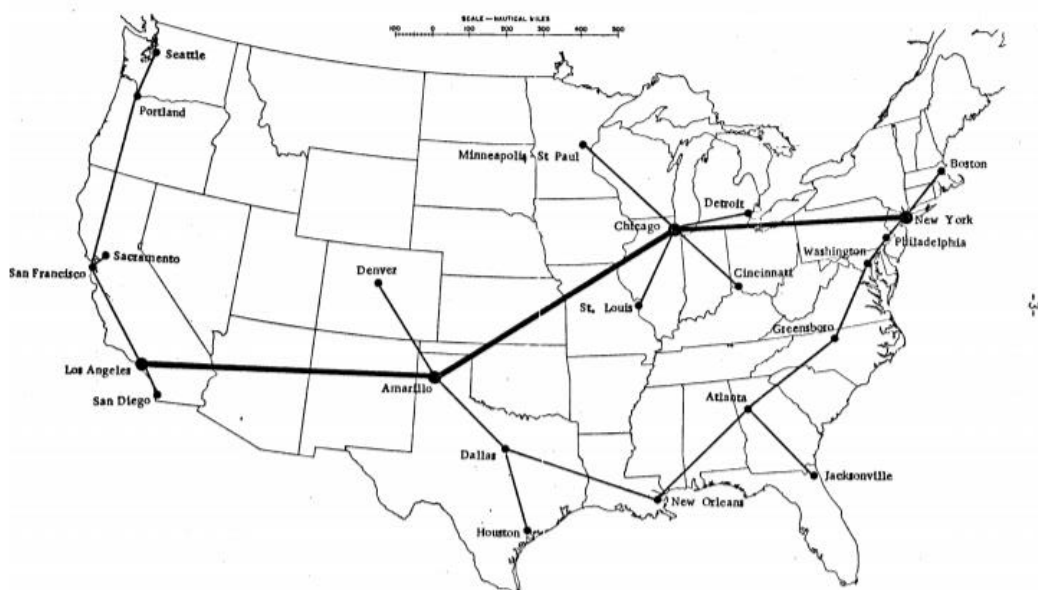 SCALE — NAUTICAL MILES
100 0 100 200 300 400 500
Seattle
Portland
Minneapolis St Paul
Boston
Detroit
Chicago
New York
Philadelphia
Washington
Sacramento
San Francisco
Denver
Cincinnati
St. Louis
Greensboro
Los Angeles
Amarillo
San Diego
Atlanta
Dallas
Jacksonville
New Orleans
Houston